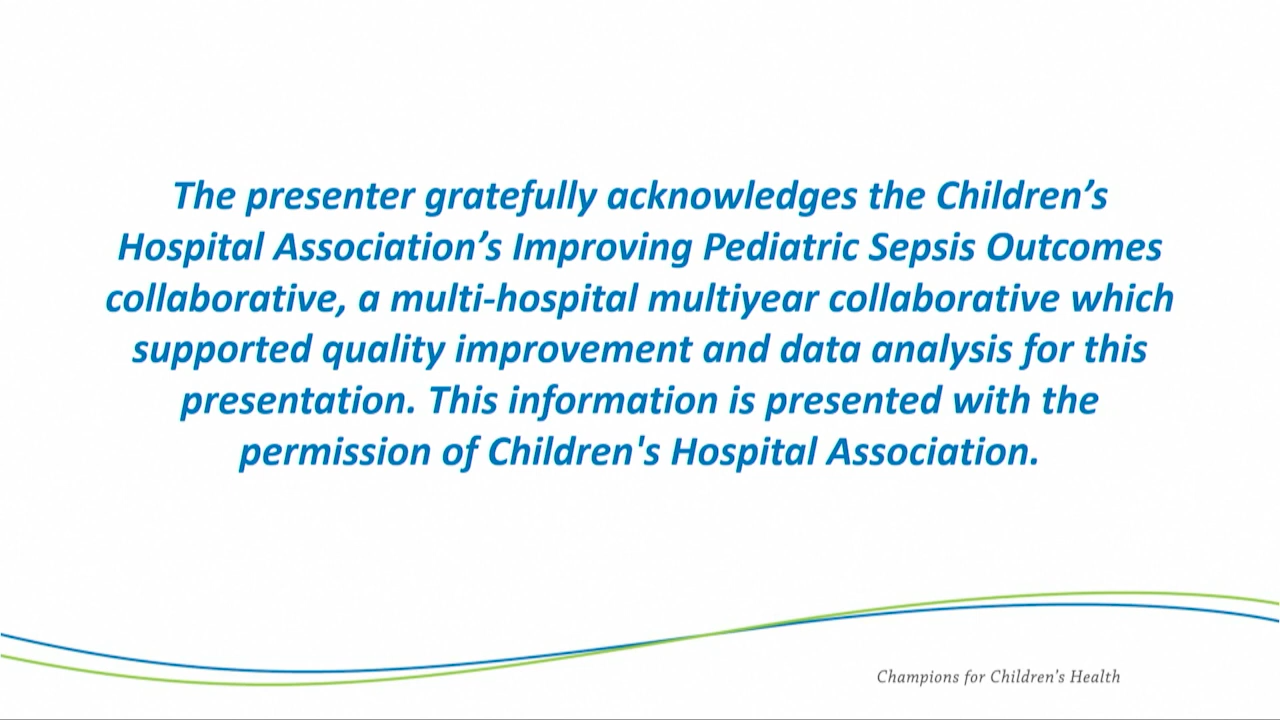 The presenter gratefully acknowledges the Children’s
Hospital Association’s Improving Pediatric Sepsis Outcomes
collaborative, a multi-hospital multiyear collaborative which
supported quality improvement and data analysis for this
presentation. This information is presented with the
permission of Children's Hospital Association.
Champions for Children’s Health